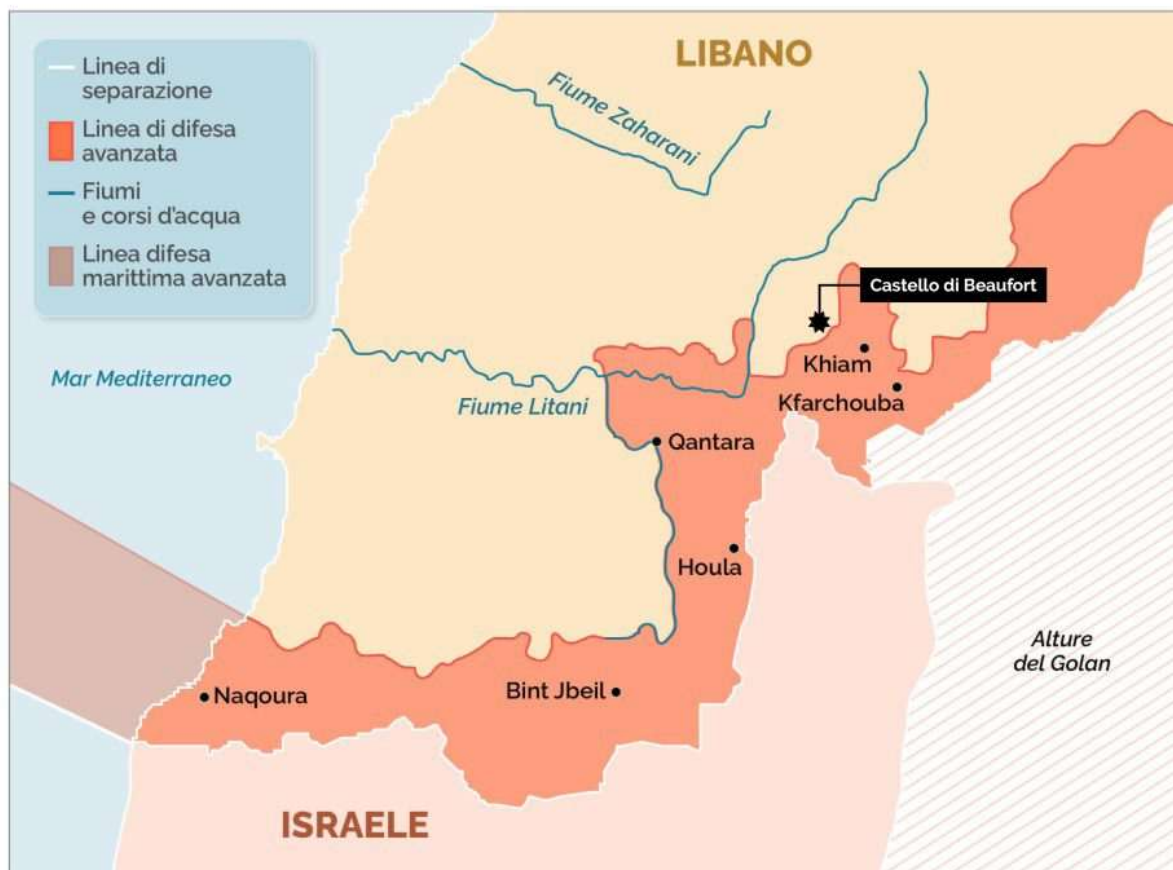 Linea di
separazione
Linea di difesa
avanzata
Fiumi
e corsi d'acqua
Linea difesa
marittima avanzata
LIBANO
Fiume Zaharani
Castello di Beaufort
Mar Mediterraneo
Khiam
Fiume Litani
Kfarchouba
Qantara
Houla
Alture
del Golan
Naqoura
Bint Jbeil
ISRAELE